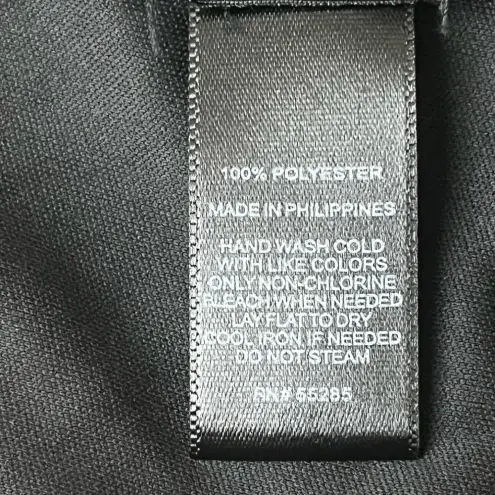 100% POLYESTER
MADE IN PHILIPPINES
HAND WASH COLD
WITH LIKE COLORS
ONLY NON-CHLORINE
BLEACH WHEN NEEDED
LAY FLAT TO DRY
COOL IRON IF NEEDED
DO NOT STEAM
RN# 55285